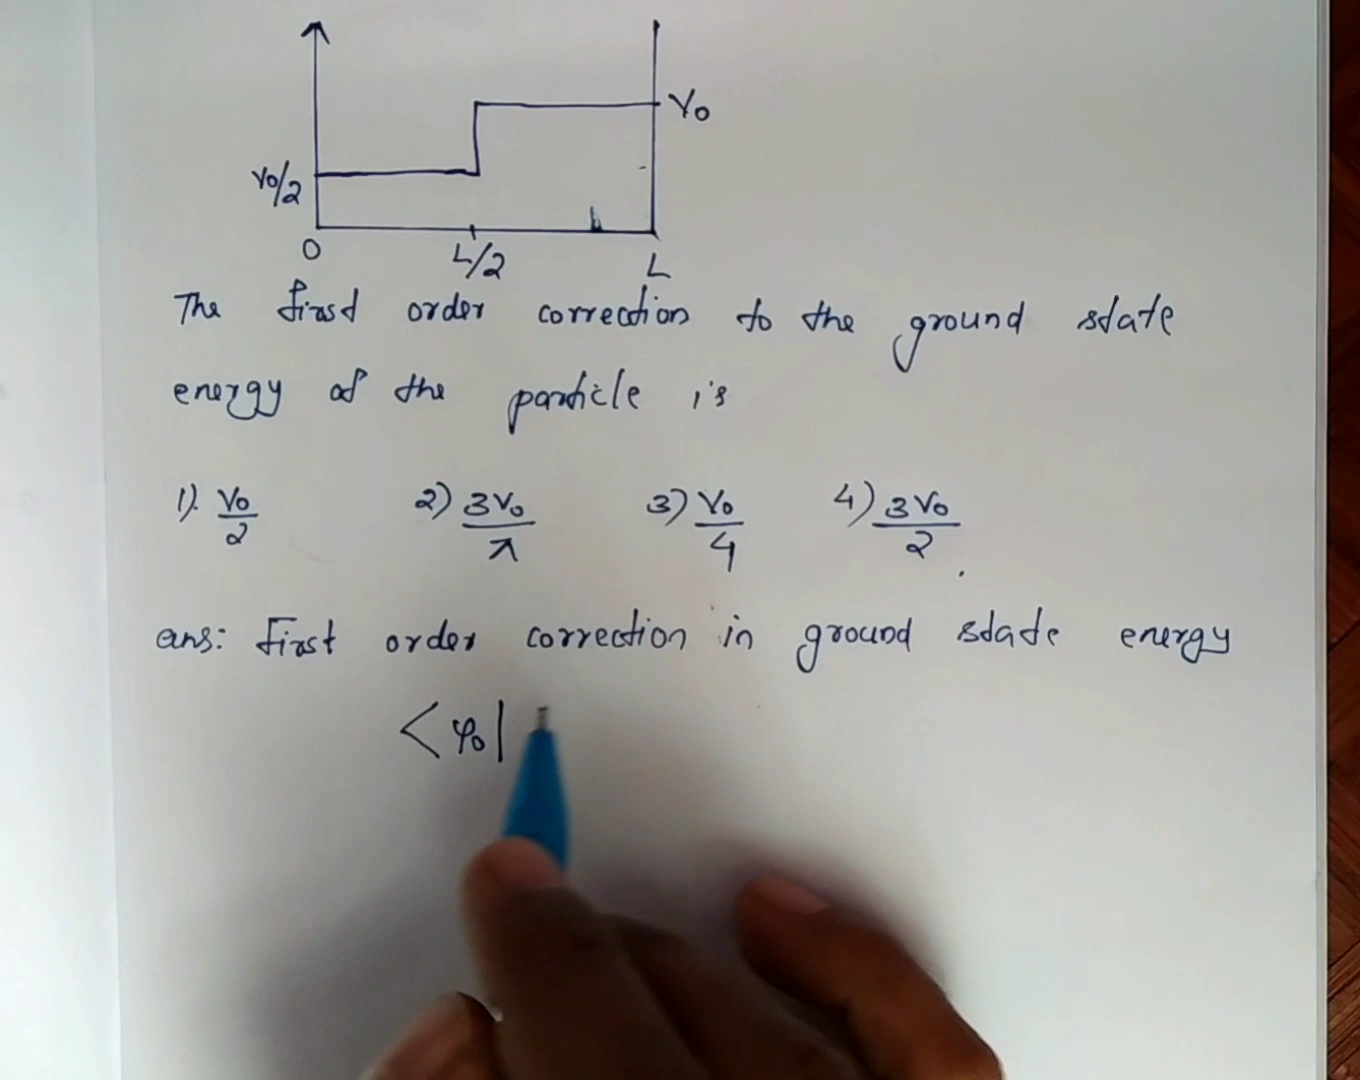 V0
V0/2
0 L/2 L
The first order correction to the ground state
energy of the particle is
1). V0/2 2) 3V0/π 3) V0/4 4) 3V0/2 .
ans: First order correction in ground state energy
<φ0|